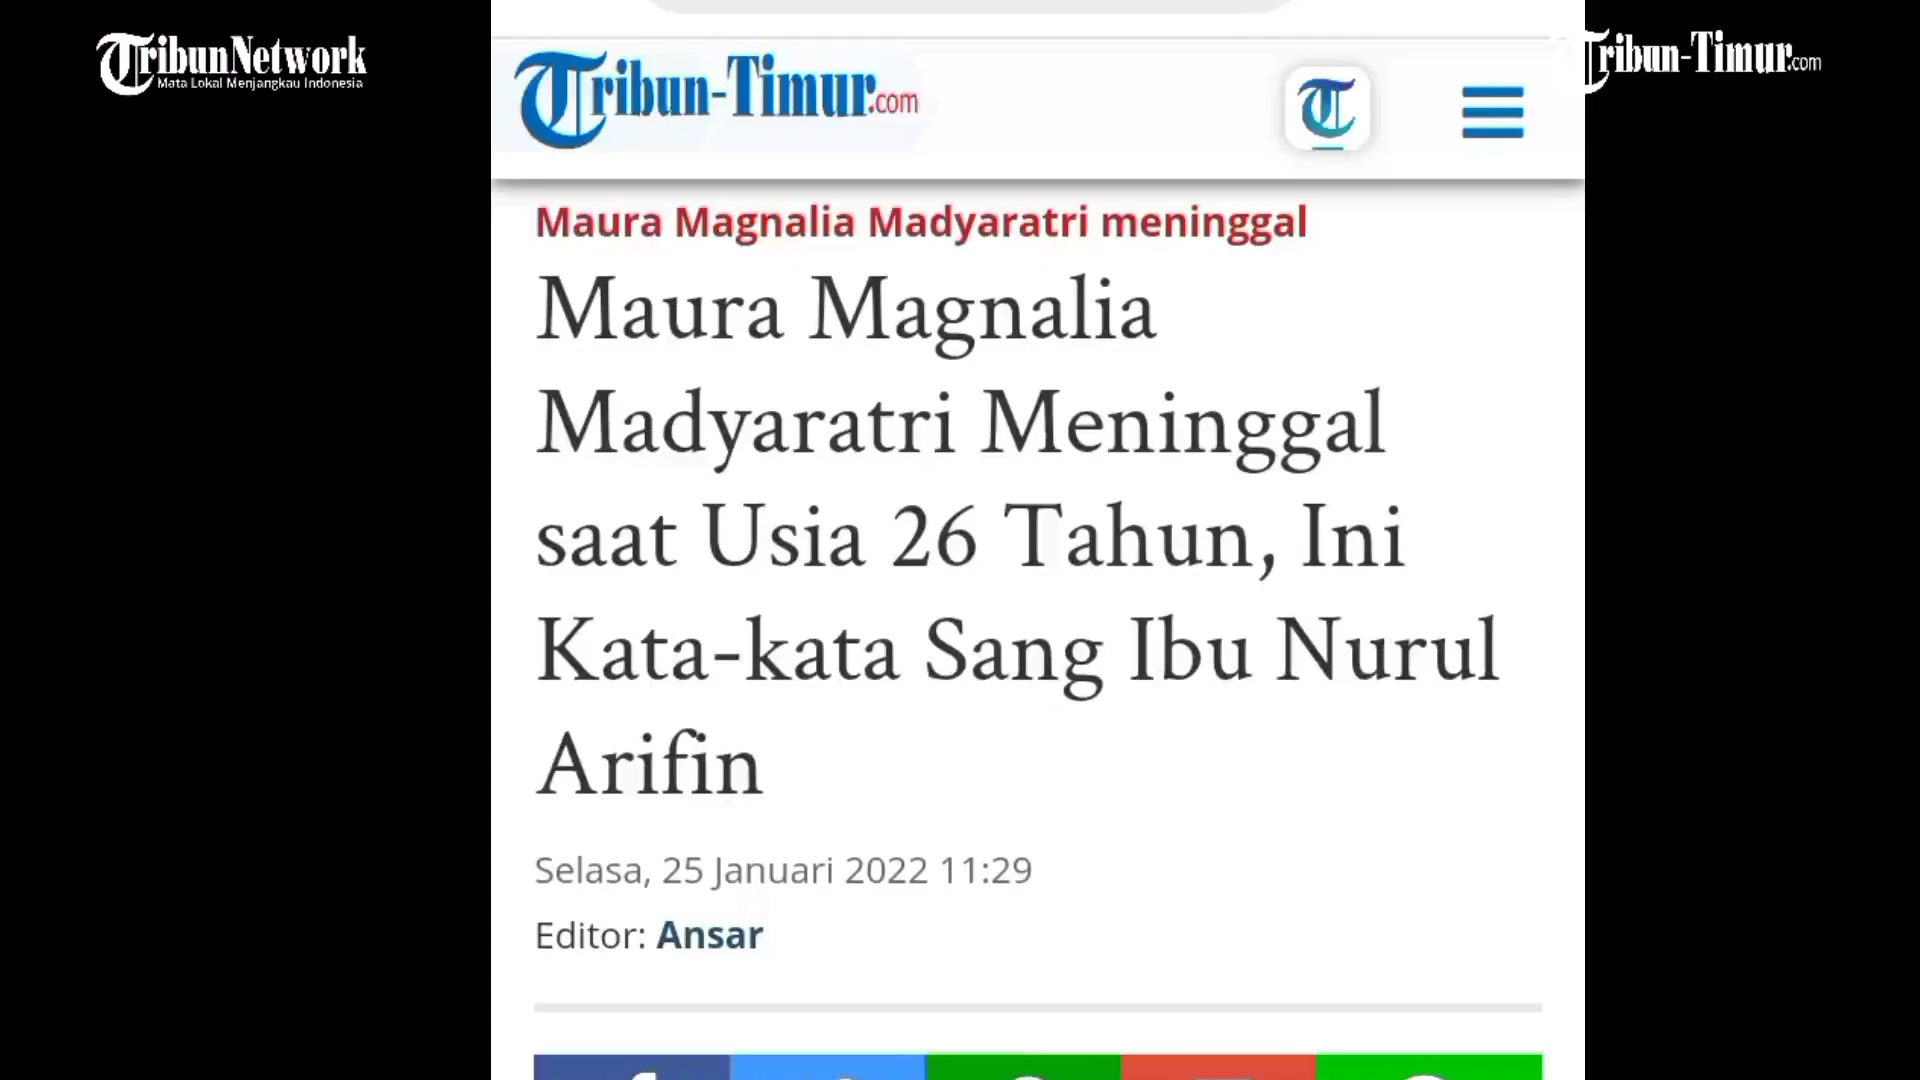 TribunNetwork
Mata Lokal Menjangkau Indonesia
Tribun-Timur.com
Tribun-Timur.com
Maura Magnalia Madyaratri meninggal
Maura Magnalia
Madyaratri Meninggal
saat Usia 26 Tahun, Ini
Kata-kata Sang Ibu Nurul
Arifin
Selasa, 25 Januari 2022 11:29
Editor: Ansar